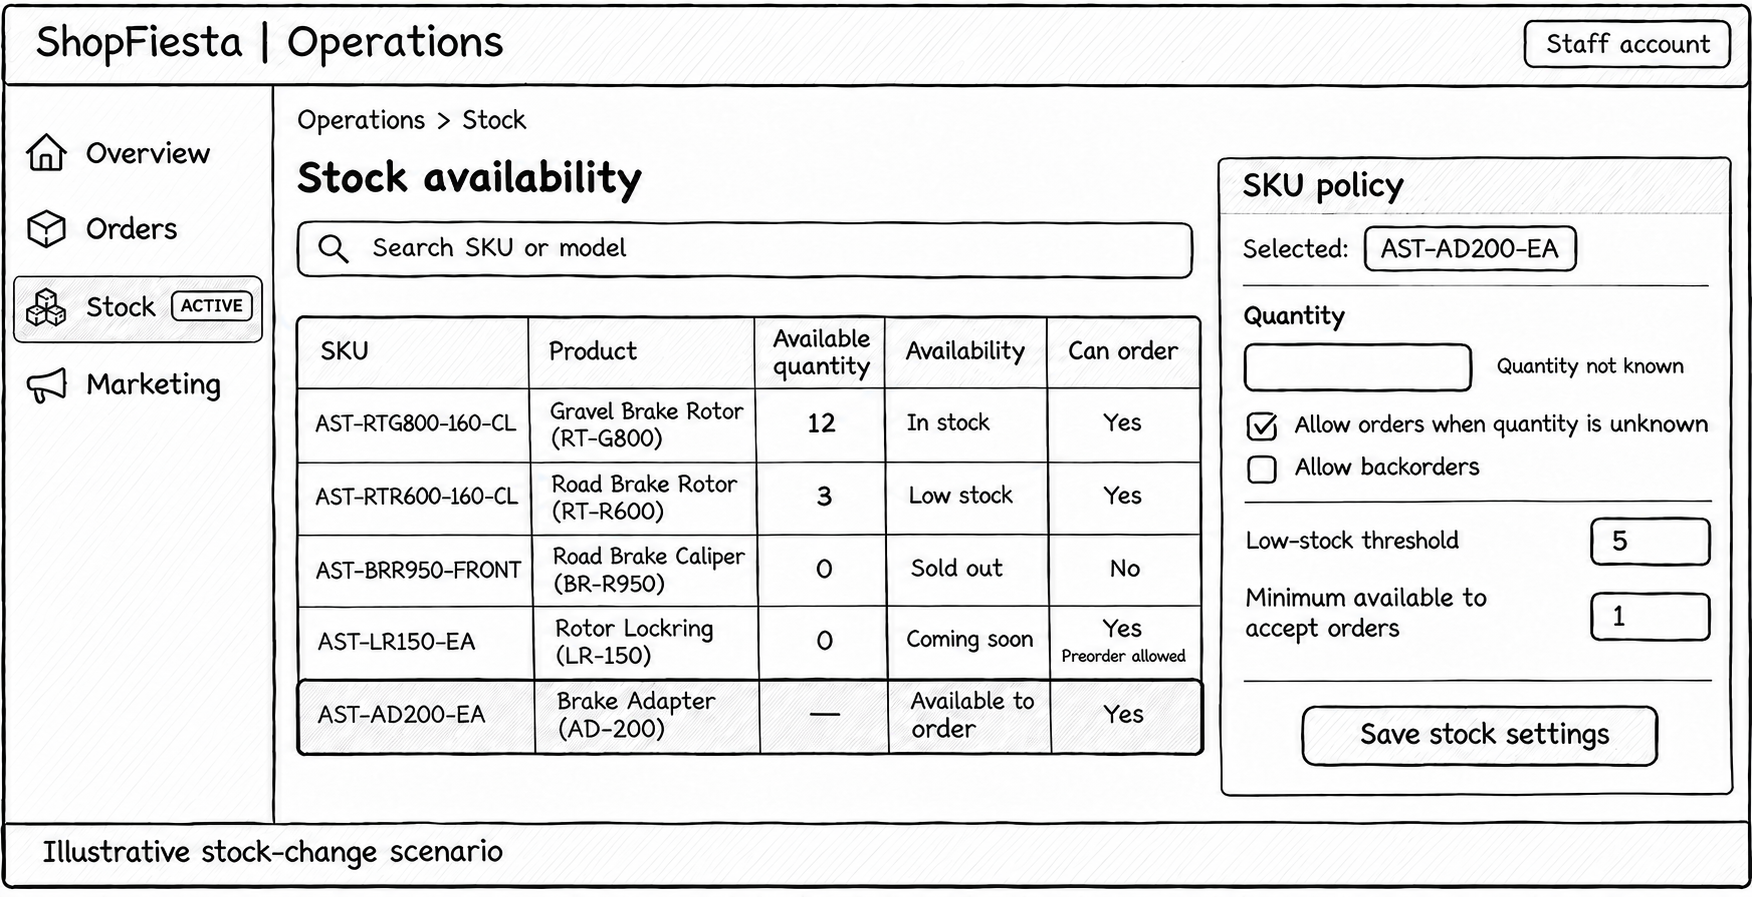 ShopFiesta | Operations
Staff account
Overview
Orders
Stock ACTIVE
Marketing
Operations > Stock
Stock availability
Search SKU or model
SKU Product Available quantity Availability Can order
AST-RTG800-160-CL
Gravel Brake Rotor
(RT-G800)
12
In stock
Yes
AST-RTR600-160-CL
Road Brake Rotor
(RT-R600)
3
Low stock
Yes
AST-BRR950-FRONT
Road Brake Caliper
(BR-R950)
0
Sold out
No
AST-LR150-EA
Rotor Lockring
(LR-150)
0
Coming soon
Yes
Preorder allowed
AST-AD200-EA
Brake Adapter
(AD-200)
—
Available to
order
Yes
SKU policy
Selected: AST-AD200-EA
Quantity
Quantity not known
Allow orders when quantity is unknown
Allow backorders
Low-stock threshold 5
Minimum available to
accept orders
1
Save stock settings
Illustrative stock-change scenario